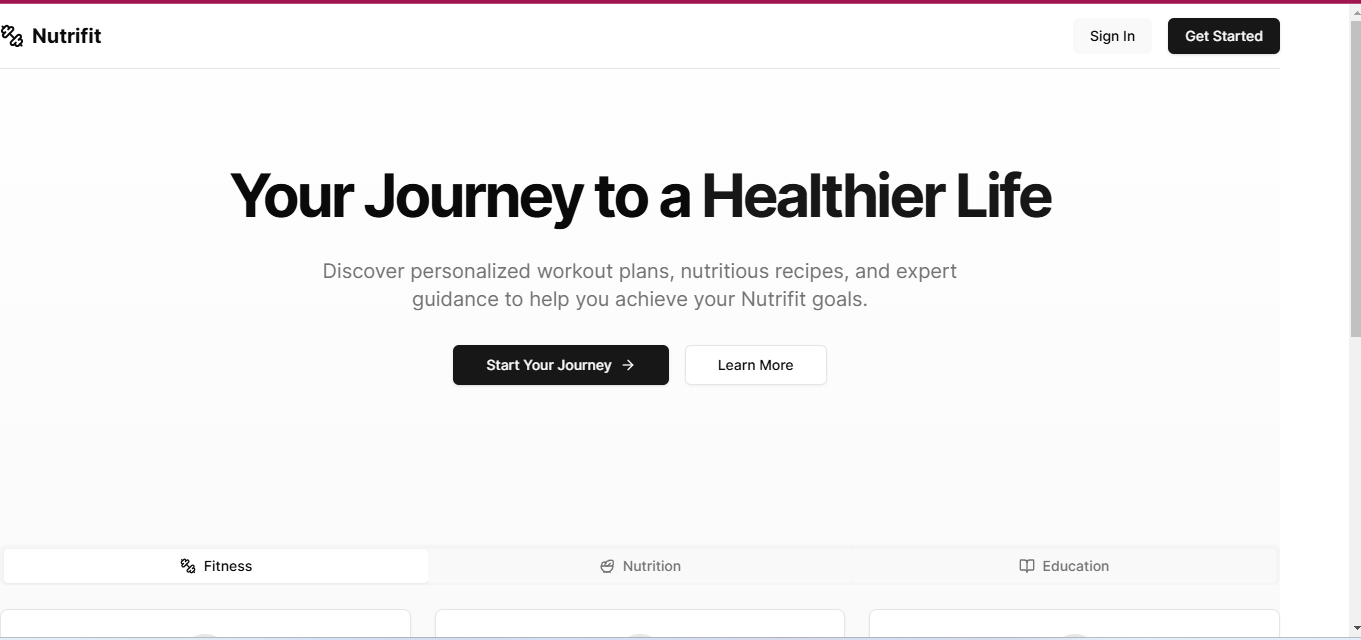 Nutrifit
Sign In
Get Started
Your Journey to a Healthier Life
Discover personalized workout plans, nutritious recipes, and expert
guidance to help you achieve your Nutrifit goals.
Start Your Journey →
Learn More
Fitness
Nutrition
Education